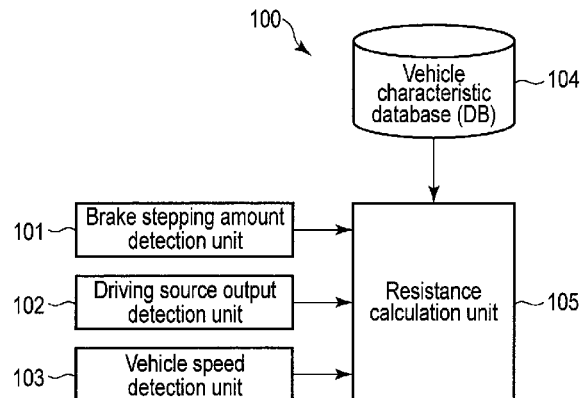 100
Vehicle
characteristic
database (DB)
104
101
Brake stepping amount
detection unit
102
Driving source output
detection unit
103
Vehicle speed
detection unit
Resistance
calculation unit
105